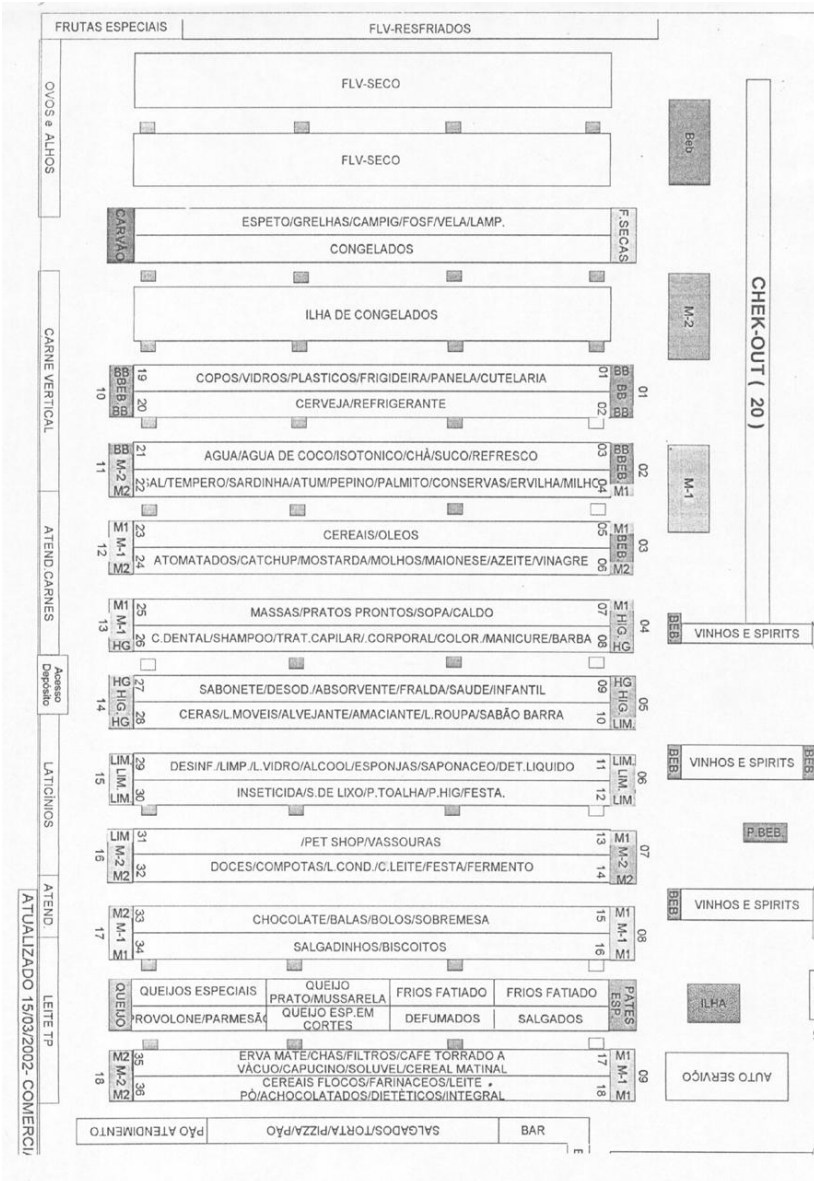 FRUTAS ESPECIAIS
FLV-RESFRIADOS
OVOS e ALHOS
FLV-SECO
FLV-SECO
Beb
CARVÃO
ESPETO/GRELHAS/CAMPIG/FOSF/VELA/LAMP.
CONGELADOS
F.SECAS
ILHA DE CONGELADOS
M-2
CHEK-OUT ( 20 )
CARNE VERTICAL
10
BB
BEB.
BB
19
COPOS/VIDROS/PLASTICOS/FRIGIDEIRA/PANELA/CUTELARIA
01
20
CERVEJA/REFRIGERANTE
02
BB
BB
BB
01
11
BB
M-2
M2
21
AGUA/AGUA DE COCO/ISOTONICO/CHÀ/SUCO/REFRESCO
03
22
SAL/TEMPERO/SARDINHA/ATUM/PEPINO/PALMITO/CONSERVAS/ERVILHA/MILHO
04
BB
BEB.
M1
02
M-1
ATEND.CARNES
12
M1
M-1
M2
23
CEREAIS/OLEOS
05
24
ATOMATADOS/CATCHUP/MOSTARDA/MOLHOS/MAIONESE/AZEITE/VINAGRE
06
M1
BEB.
M2
03
13
M1
M-1
HG
25
MASSAS/PRATOS PRONTOS/SOPA/CALDO
07
26
C.DENTAL/SHAMPOO/TRAT.CAPILAR/.CORPORAL/COLOR./MANICURE/BARBA
08
M1
HIG.
HG
04
BEB
VINHOS E SPIRITS
Acesso
Depósito
14
HG
HIG.
HG
27
SABONETE/DESOD./ABSORVENTE/FRALDA/SAUDE/INFANTIL
09
28
CERAS/L.MOVEIS/ALVEJANTE/AMACIANTE/L.ROUPA/SABÃO BARRA
10
HG
HIG.
LIM.
05
LATICÍNIOS
15
LIM.
LIM.
LIM.
29
DESINF./LIMP./L.VIDRO/ALCOOL/ESPONJAS/SAPONACEO/DET.LIQUIDO
11
30
INSETICIDA/S.DE LIXO/P.TOALHA/P.HIG/FESTA.
12
LIM.
LIM.
LIM
06
BEB
VINHOS E SPIRITS
BEB
16
LIM
M-2
M2
31
/PET SHOP/VASSOURAS
13
32
DOCES/COMPOTAS/L.COND./C.LEITE/FESTA/FERMENTO
14
M1
M-2
M2
07
P.BEB.
ATEND.
17
M2
M-1
M1
33
CHOCOLATE/BALAS/BOLOS/SOBREMESA
15
34
SALGADINHOS/BISCOITOS
16
M1
M-1
M1
08
BEB
VINHOS E SPIRITS
LEITE TP
QUEIJO
QUEIJOS ESPECIAIS
QUEIJO
PRATO/MUSSARELA
FRIOS FATIADO
FRIOS FATIADO
ROVOLONE/PARMESÃO
QUEIJO ESP.EM
CORTES
DEFUMADOS
SALGADOS
PATES
ESP.
ILHA
18
M2
M-2
M2
35
ERVA MATE/CHAS/FILTROS/CAFE TORRADO A
VÀCUO/CAPUCINO/SOLUVEL/CEREAL MATINAL
17
36
CEREAIS FLOCOS/FARINACEOS/LEITE .
PÓ/ACHOCOLATADOS/DIETÈTICOS/INTEGRAL
18
M1
M-1
M1
09
AUTO SERVIÇO
PÃO ATENDIMENTO
SALGADOS/TORTA/PIZZA/PÃO
BAR
ATUALIZADO 15/03/2002- COMERCI